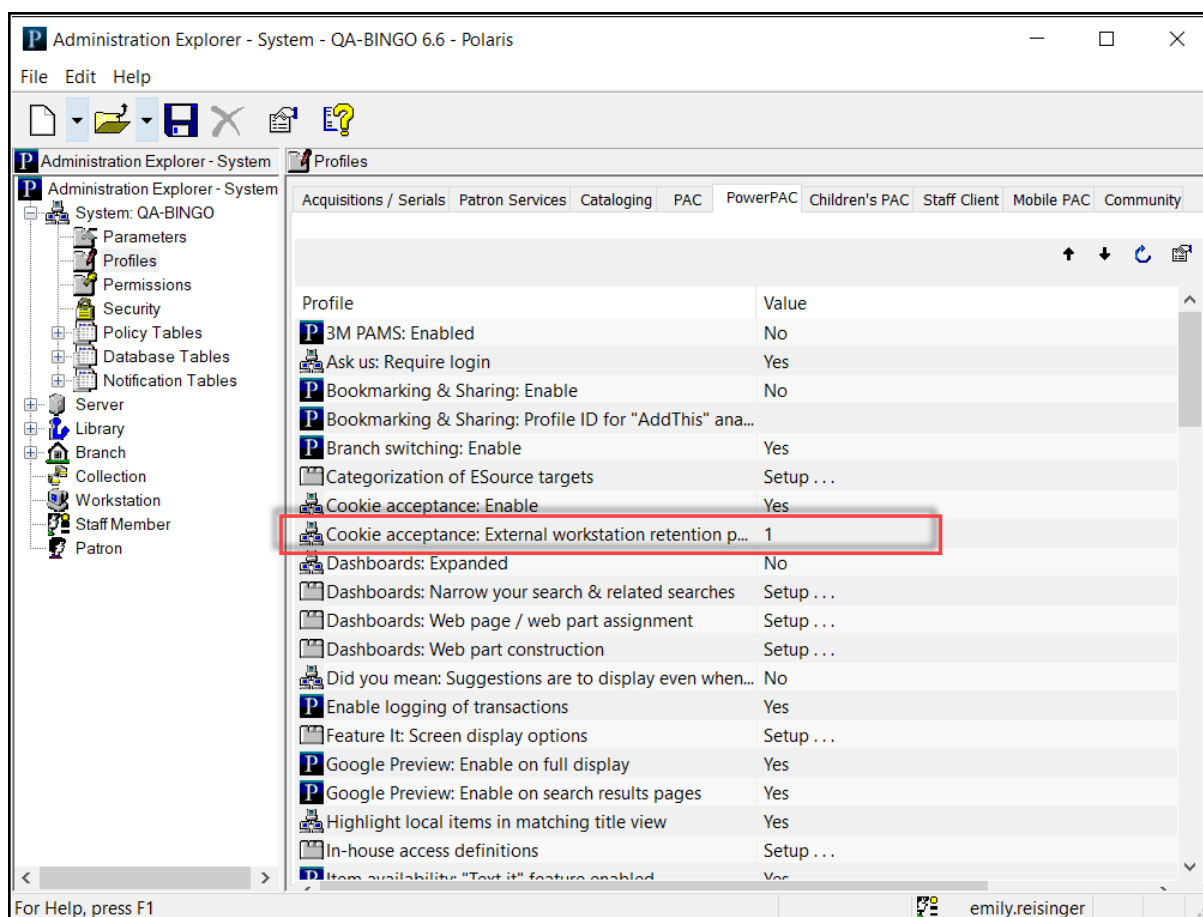 Administration Explorer - System - QA-BINGO 6.6 - Polaris
File Edit Help
Administration Explorer - System
Profiles
Administration Explorer - System
System: QA-BINGO
Parameters
Profiles
Permissions
Security
Policy Tables
Database Tables
Notification Tables
Server
Library
Branch
Collection
Workstation
Staff Member
Patron
Acquisitions / Serials Patron Services Cataloging PAC PowerPAC Children's PAC Staff Client Mobile PAC Community
Profile Value
3M PAMS: Enabled No
Ask us: Require login Yes
Bookmarking & Sharing: Enable No
Bookmarking & Sharing: Profile ID for "AddThis" ana...
Branch switching: Enable Yes
Categorization of ESource targets Setup . . .
Cookie acceptance: Enable Yes
Cookie acceptance: External workstation retention p... 1
Dashboards: Expanded No
Dashboards: Narrow your search & related searches Setup . . .
Dashboards: Web page / web part assignment Setup . . .
Dashboards: Web part construction Setup . . .
Did you mean: Suggestions are to display even when... No
Enable logging of transactions Yes
Feature It: Screen display options Setup . . .
Google Preview: Enable on full display Yes
Google Preview: Enable on search results pages Yes
Highlight local items in matching title view Yes
In-house access definitions Setup . . .
Item availability: "Text it" feature enabled Yes
For Help, press F1
emily.reisinger